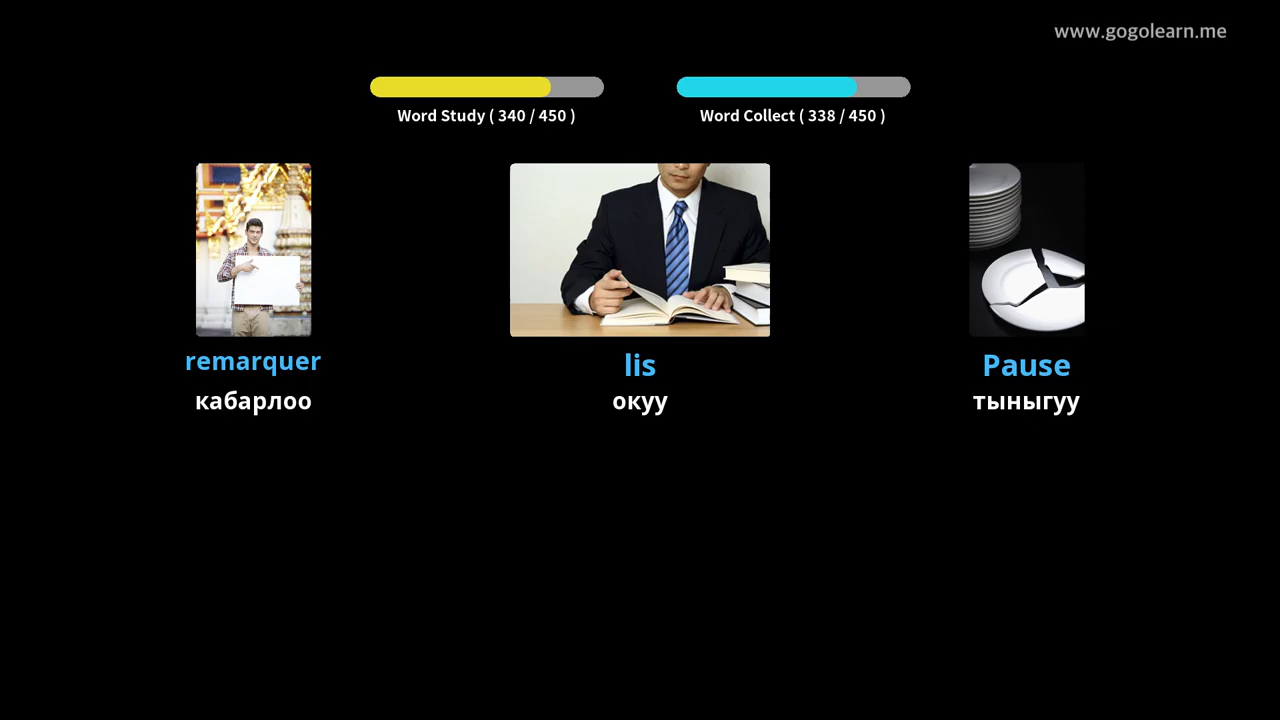 www.gogolearn.me
Word Study ( 340 / 450 )
Word Collect ( 338 / 450 )
remarquer
кабарлоо
lis
окуу
Pause
тыныгуу